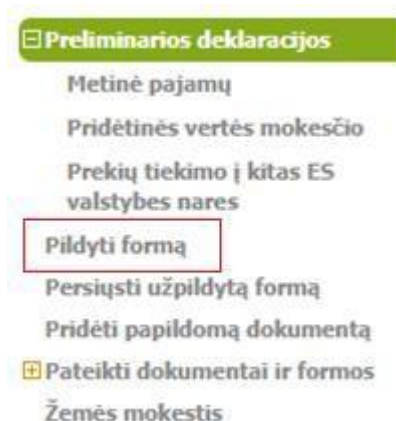 Preliminarios deklaracijos
Metinė pajamų
Pridėtinės vertės mokesčio
Prekių tiekimo į kitas ES
valstybes nares
Pildyti formą
Persiųsti užpildytą formą
Pridėti papildomą dokumentą
Pateikti dokumentai ir formos
Žemės mokestis